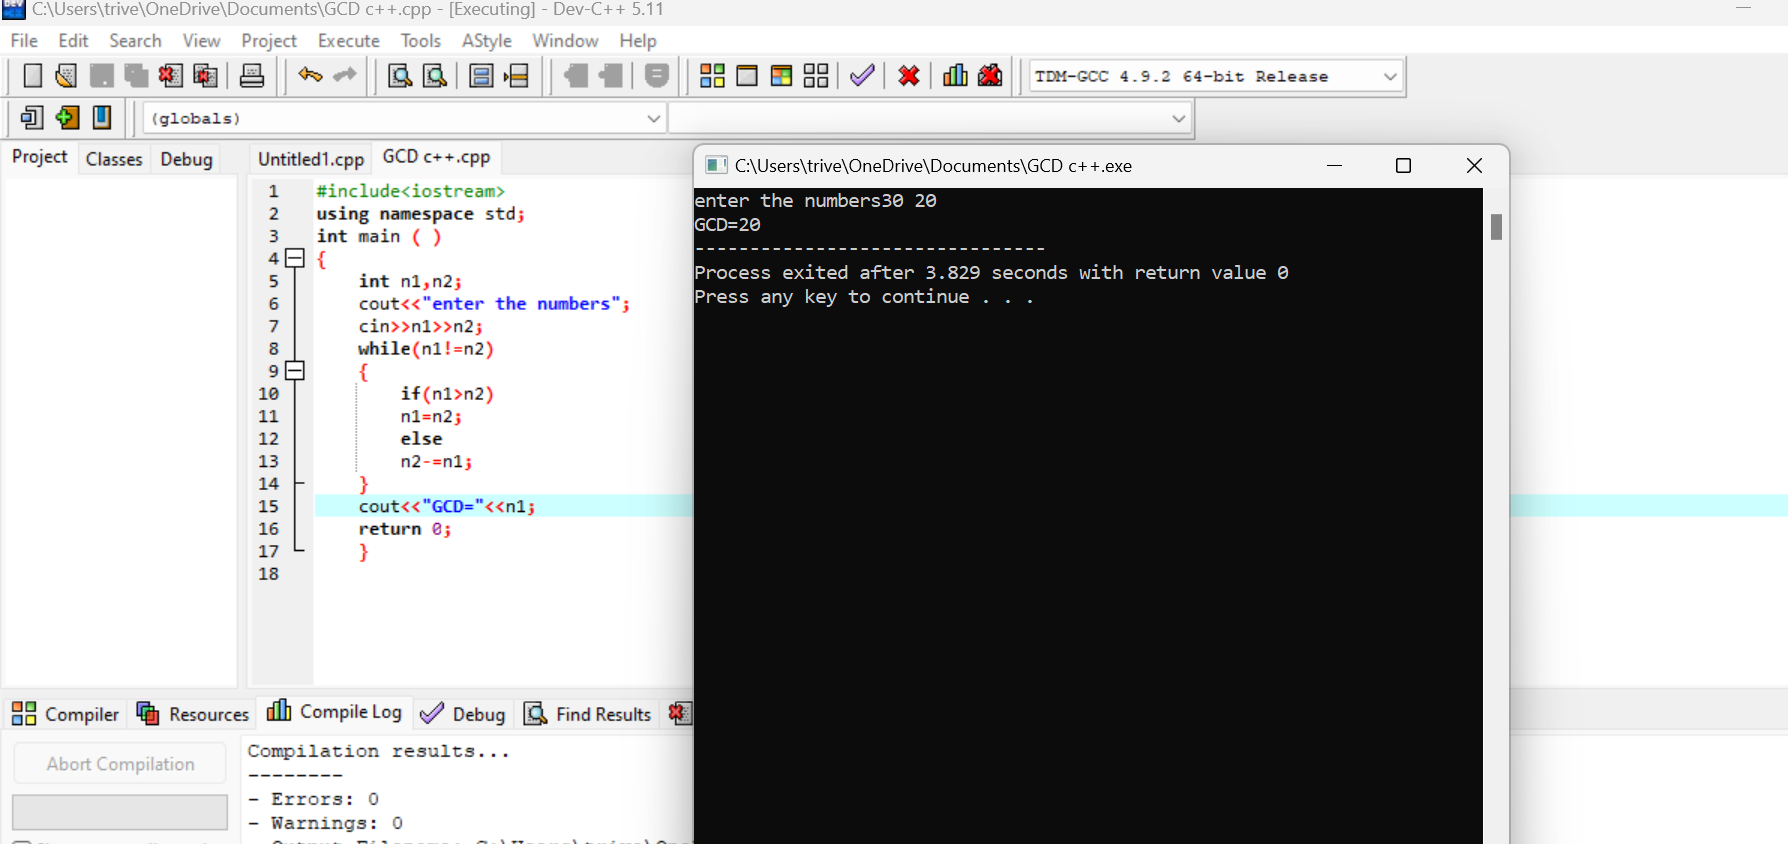 C:\Users\trive\OneDrive\Documents\GCD c++.cpp - [Executing] - Dev-C++ 5.11
File Edit Search View Project Execute Tools AStyle Window Help
TDM-GCC 4.9.2 64-bit Release
(globals)
Project Classes Debug
Untitled1.cpp GCD c++.cpp
1 #include<iostream>
2 using namespace std;
3 int main ( )
4 {
5 int n1,n2;
6 cout<<"enter the numbers";
7 cin>>n1>>n2;
8 while(n1!=n2)
9 {
10 if(n1>n2)
11 n1=n2;
12 else
13 n2-=n1;
14 }
15 cout<<"GCD="<<n1;
16 return 0;
17 }
18
C:\Users\trive\OneDrive\Documents\GCD c++.exe
enter the numbers30 20
GCD=20
--------------------------------
Process exited after 3.829 seconds with return value 0
Press any key to continue . . .
Compiler Resources Compile Log Debug Find Results
Abort Compilation
Compilation results...
--------
- Errors: 0
- Warnings: 0